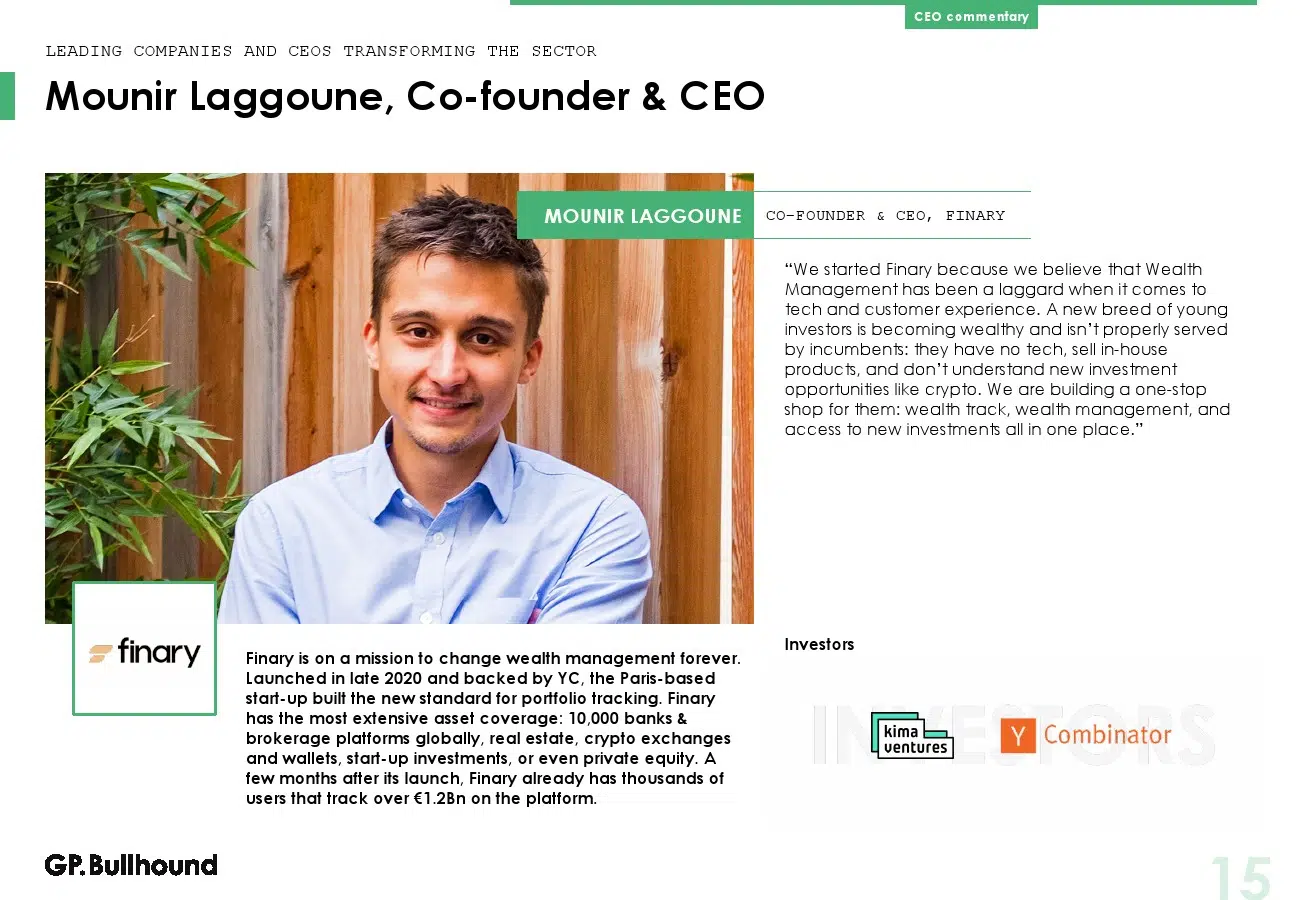 CEO commentary
LEADING COMPANIES AND CEOS TRANSFORMING THE SECTOR
Mounir Laggoune, Co-founder & CEO
MOUNIR LAGGOUNE
CO-FOUNDER & CEO, FINARY
“We started Finary because we believe that Wealth
Management has been a laggard when it comes to
tech and customer experience. A new breed of young
investors is becoming wealthy and isn’t properly served
by incumbents: they have no tech, sell in-house
products, and don’t understand new investment
opportunities like crypto. We are building a one-stop
shop for them: wealth track, wealth management, and
access to new investments all in one place.”
finary
Finary is on a mission to change wealth management forever.
Launched in late 2020 and backed by YC, the Paris-based
start-up built the new standard for portfolio tracking. Finary
has the most extensive asset coverage: 10,000 banks &
brokerage platforms globally, real estate, crypto exchanges
and wallets, start-up investments, or even private equity. A
few months after its launch, Finary already has thousands of
users that track over €1.2Bn on the platform.
Investors
INVESTORS
kima
ventures
Y Combinator
GP.Bullhound
15